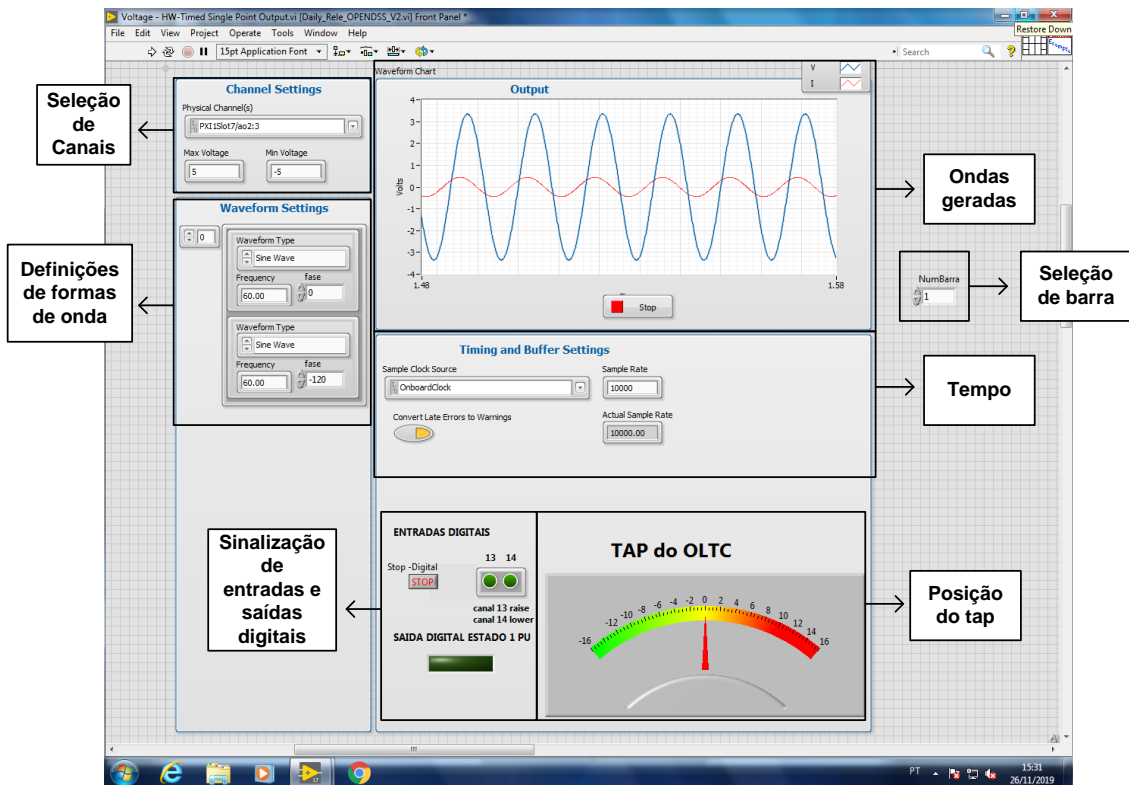 Voltage - HW-Timed Single Point Output.vi [Daily_Rele_OPENDSS_V2.vi] Front Panel *
Restore Down
File Edit View Project Operate Tools Window Help
15pt Application Font
Search
Seleção
de
Canais
Channel Settings
Physical Channel(s)
PXI1Slot7/ao2:3
Max Voltage Min Voltage
5 -5
Waveform Chart
V
I
Output
Volts
4
3
2
1
0
-1
-2
-3
-4
1.48 1.58
Stop
Ondas
geradas
Definições
de formas
de onda
Waveform Settings
0
Waveform Type
Sine Wave
Frequency fase
60.00 0
Waveform Type
Sine Wave
Frequency fase
60.00 -120
NumBarra
1
Seleção
de barra
Timing and Buffer Settings
Sample Clock Source Sample Rate
OnboardClock 10000
Convert Late Errors to Warnings Actual Sample Rate
10000.00
Tempo
Sinalização
de
entradas e
saídas
digitais
ENTRADAS DIGITAIS
13 14
Stop -Digital
STOP
canal 13 raise
canal 14 lower
SAIDA DIGITAL ESTADO 1 PU
TAP do OLTC
-16 -12 -10 -8 -6 -4 -2 0 2 4 6 8 10 12 14 16
Posição
do tap
17
PT
15:31
26/11/2019